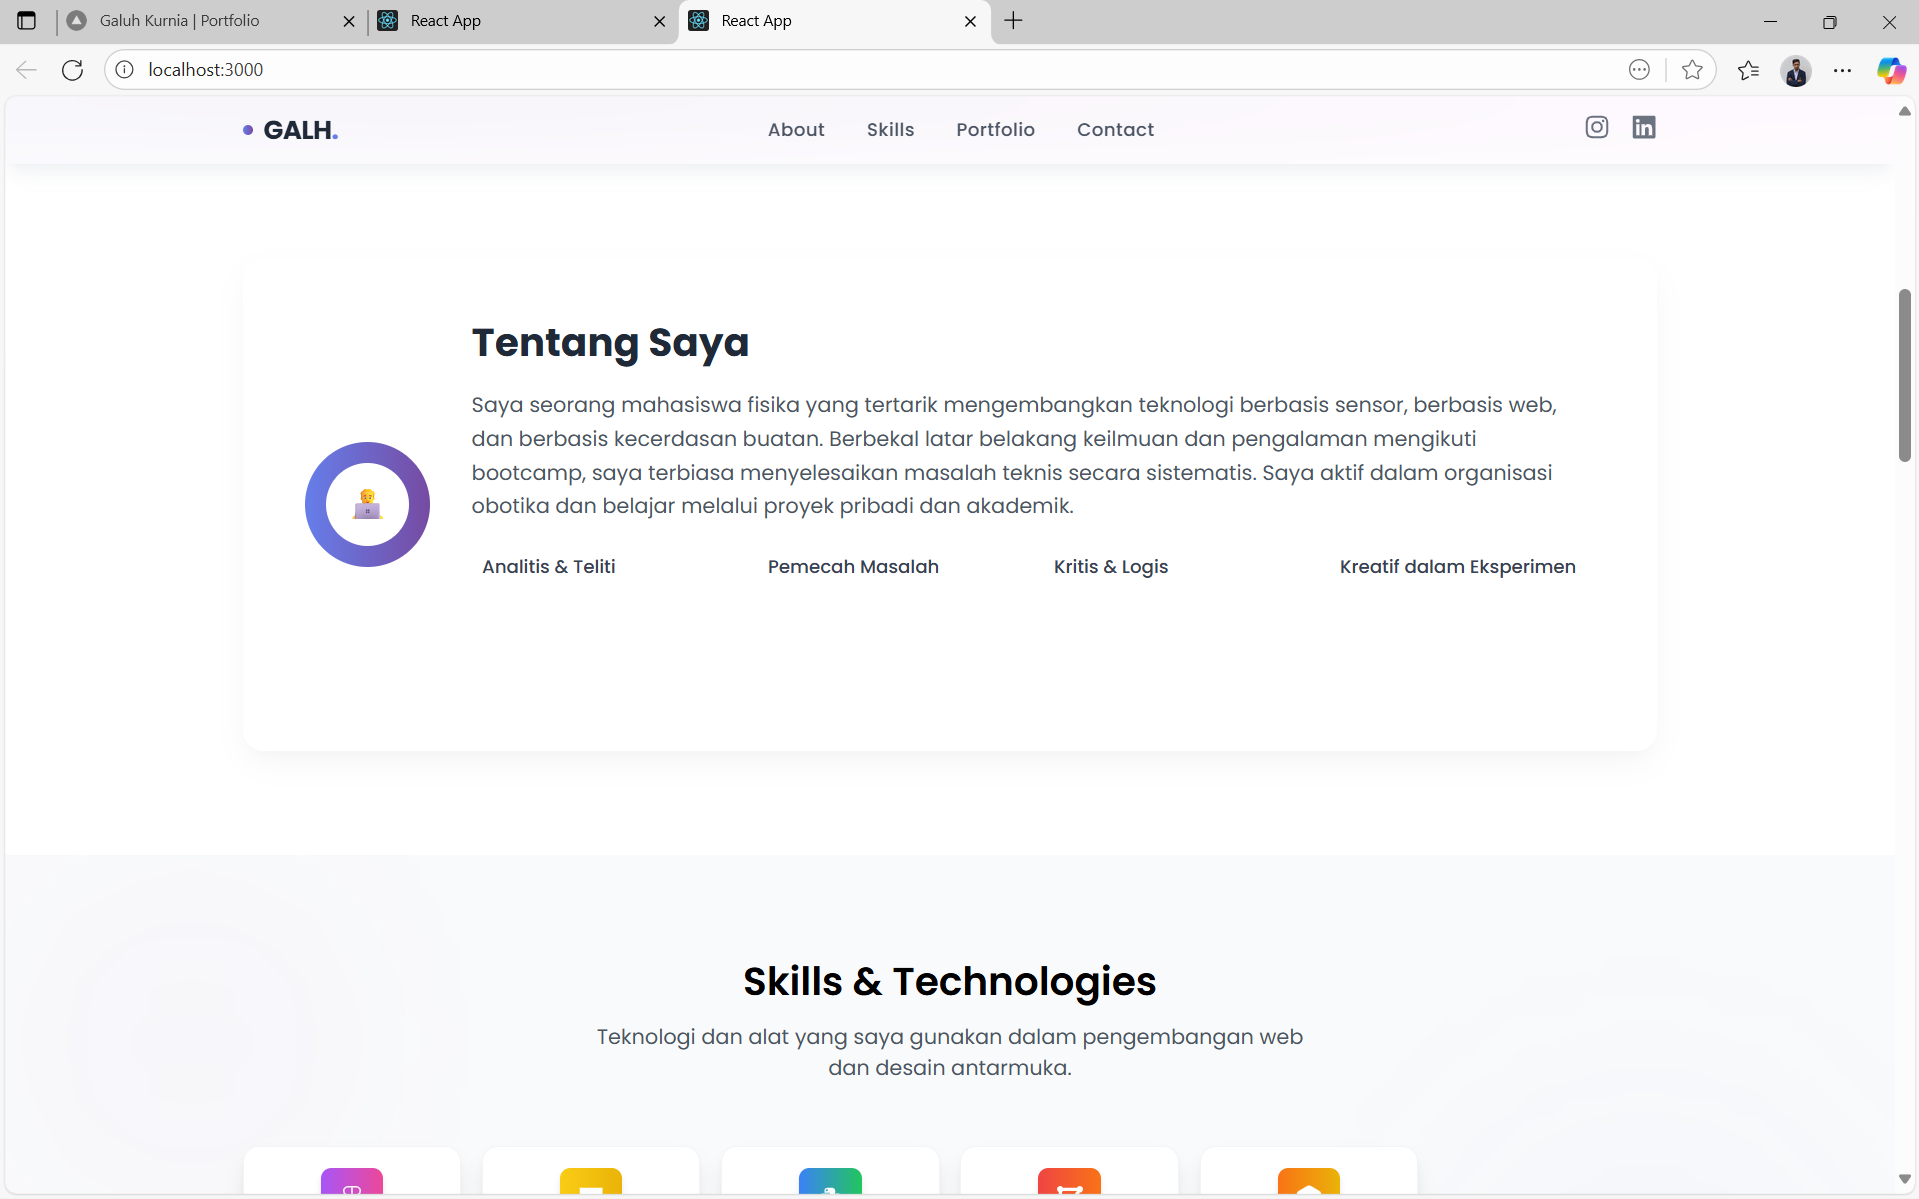 Galuh Kurnia | Portfolio
React App
React App
localhost:3000
GALH.
About
Skills
Portfolio
Contact
Tentang Saya
Saya seorang mahasiswa fisika yang tertarik mengembangkan teknologi berbasis sensor, berbasis web,
dan berbasis kecerdasan buatan. Berbekal latar belakang keilmuan dan pengalaman mengikuti
bootcamp, saya terbiasa menyelesaikan masalah teknis secara sistematis. Saya aktif dalam organisasi
obotika dan belajar melalui proyek pribadi dan akademik.
Analitis & Teliti
Pemecah Masalah
Kritis & Logis
Kreatif dalam Eksperimen
Skills & Technologies
Teknologi dan alat yang saya gunakan dalam pengembangan web
dan desain antarmuka.